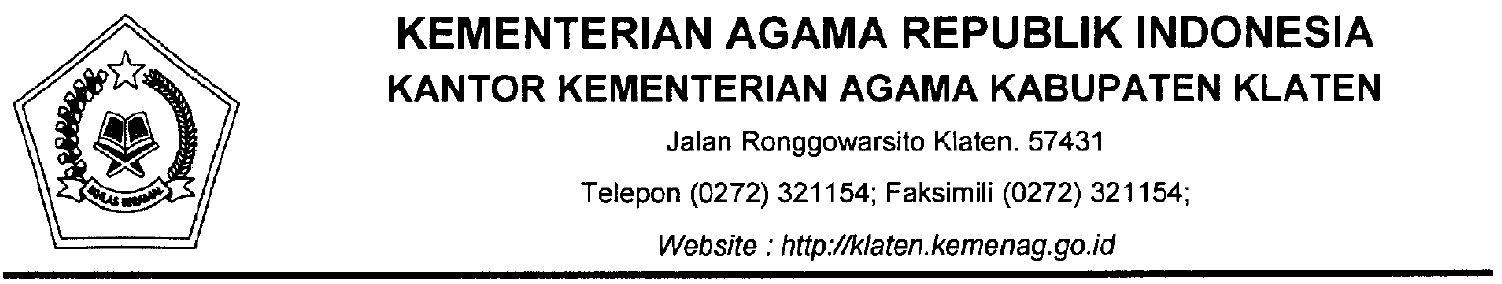 KEMENTERIAN AGAMA REPUBLIK INDONESIA
KANTOR KEMENTERIAN AGAMA KABUPATEN KLATEN
Jalan Ronggowarsito Klaten. 57431
Telepon (0272) 321154; Faksimili (0272) 321154;
Website : http://klaten.kemenag.go.id